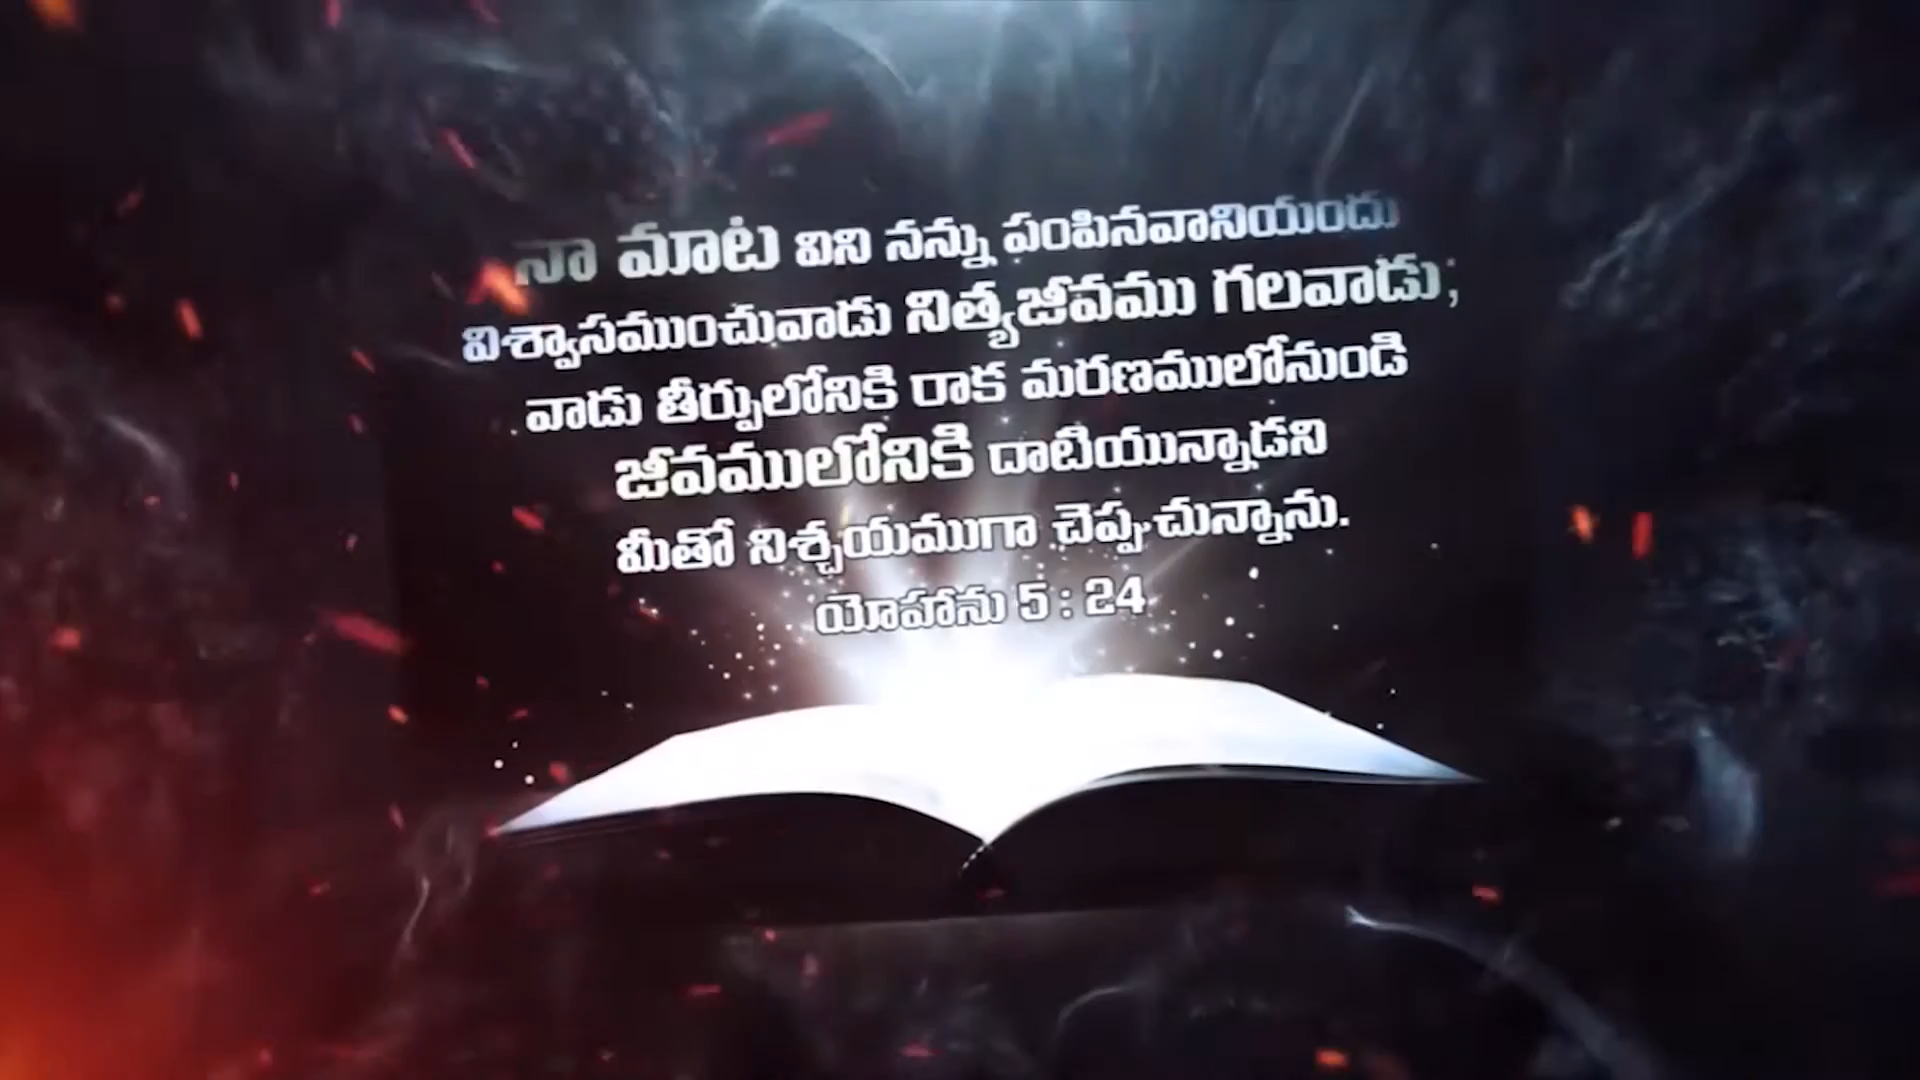 నా మాట విని నన్ను పంపినవానియందు
విశ్వాసముంచువాడు నిత్యజీవము గలవాడు;
వాడు తీర్పులోనికి రాక మరణములోనుండి
జీవములోనికి దాటియున్నాడని
మీతో నిశ్చయముగా చెప్పుచున్నాను.
యోహాను 5 : 24